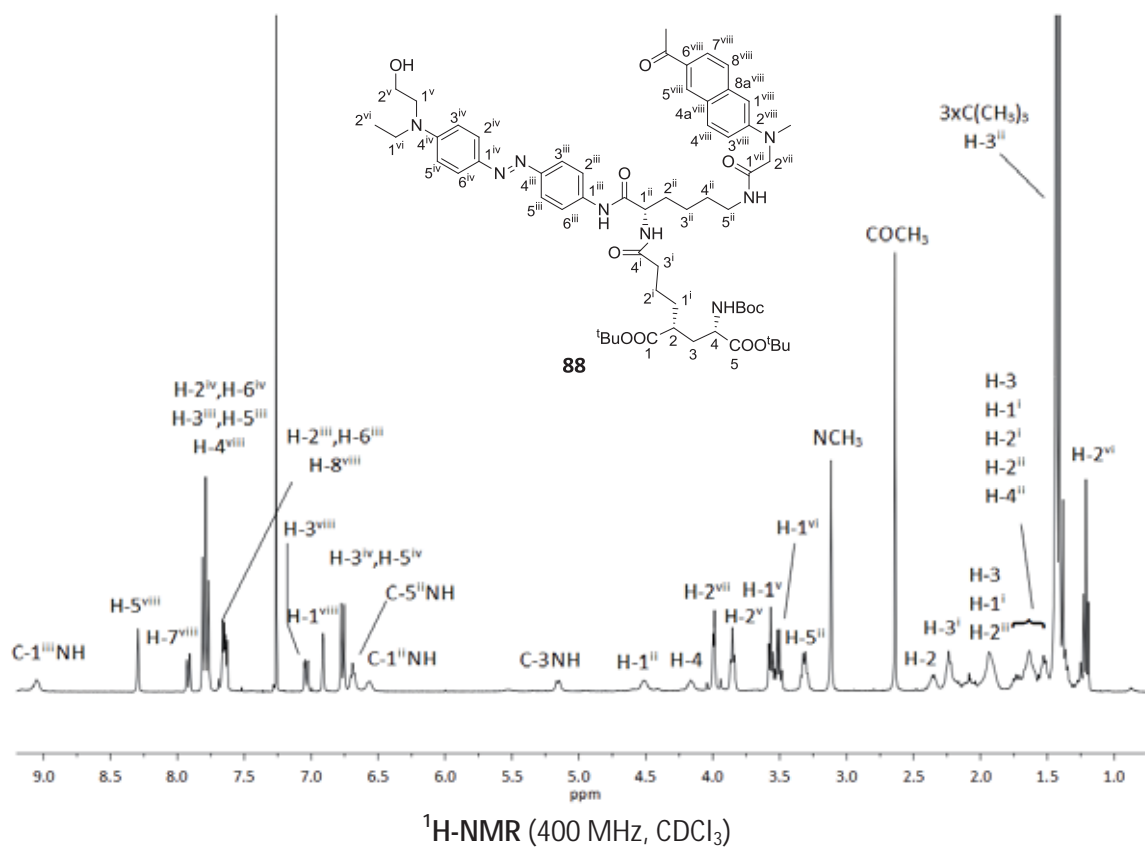 OH
2ᵛ
1ᵛ
2ᵛⁱ
N
1ᵛⁱ
3ⁱᵛ
2ⁱᵛ
4ⁱᵛ
1ⁱᵛ
5ⁱᵛ
6ⁱᵛ
N
N
3ⁱⁱⁱ
2ⁱⁱⁱ
4ⁱⁱⁱ
1ⁱⁱⁱ
5ⁱⁱⁱ
6ⁱⁱⁱ
N
H
O
1ⁱⁱ
2ⁱⁱ
3ⁱⁱ
4ⁱⁱ
5ⁱⁱ
NH
O
6ᵛⁱⁱⁱ
7ᵛⁱⁱⁱ
8ᵛⁱⁱⁱ
8aᵛⁱⁱⁱ
5ᵛⁱⁱⁱ
1ᵛⁱⁱⁱ
4aᵛⁱⁱⁱ
2ᵛⁱⁱⁱ
4ᵛⁱⁱⁱ
3ᵛⁱⁱⁱ
N
O
1ᵛⁱⁱ
2ᵛⁱⁱ
NH
O
4ⁱ
3ⁱ
2ⁱ
1ⁱ
NHBoc
ᵗBuOOC
2
4
COOᵗBu
1
3
5
88
3xC(CH₃)₃
H-3ⁱⁱ
COCH₃
H-2ⁱᵛ,H-6ⁱᵛ
H-3ⁱⁱⁱ,H-5ⁱⁱⁱ
H-4ᵛⁱⁱⁱ
H-2ⁱⁱⁱ,H-6ⁱⁱⁱ
H-8ᵛⁱⁱⁱ
NCH₃
H-3
H-1ⁱ
H-2ⁱ
H-2ⁱⁱ
H-4ⁱⁱ
H-2ᵛⁱ
H-3ᵛⁱⁱⁱ
H-3ⁱᵛ,H-5ⁱᵛ
H-1ᵛⁱ
C-5ⁱⁱNH
H-5ᵛⁱⁱⁱ
H-7ᵛⁱⁱⁱ
H-1ᵛⁱⁱⁱ
H-2ᵛⁱⁱ
H-1ᵛ
H-2ᵛ
H-3
H-1ⁱ
H-2ⁱⁱ
H-3ⁱ
C-1ⁱⁱⁱNH
C-1ⁱⁱNH
C-3NH
H-1ⁱⁱ
H-4
H-5ⁱⁱ
H-2
9.0 8.5 8.0 7.5 7.0 6.5 6.0 5.5 5.0 4.5 4.0 3.5 3.0 2.5 2.0 1.5 1.0
ppm
¹H-NMR (400 MHz, CDCl₃)